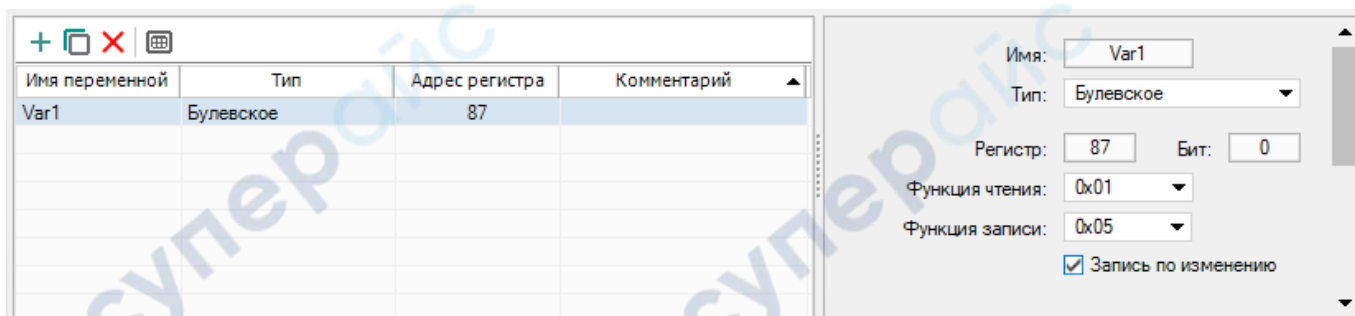 Имя переменной Тип Адрес регистра Комментарий
Var1 Булевское 87
Имя: Var1
Тип: Булевское
Регистр: 87 Бит: 0
Функция чтения: 0x01
Функция записи: 0x05
Запись по изменению
суперайс
суперайс